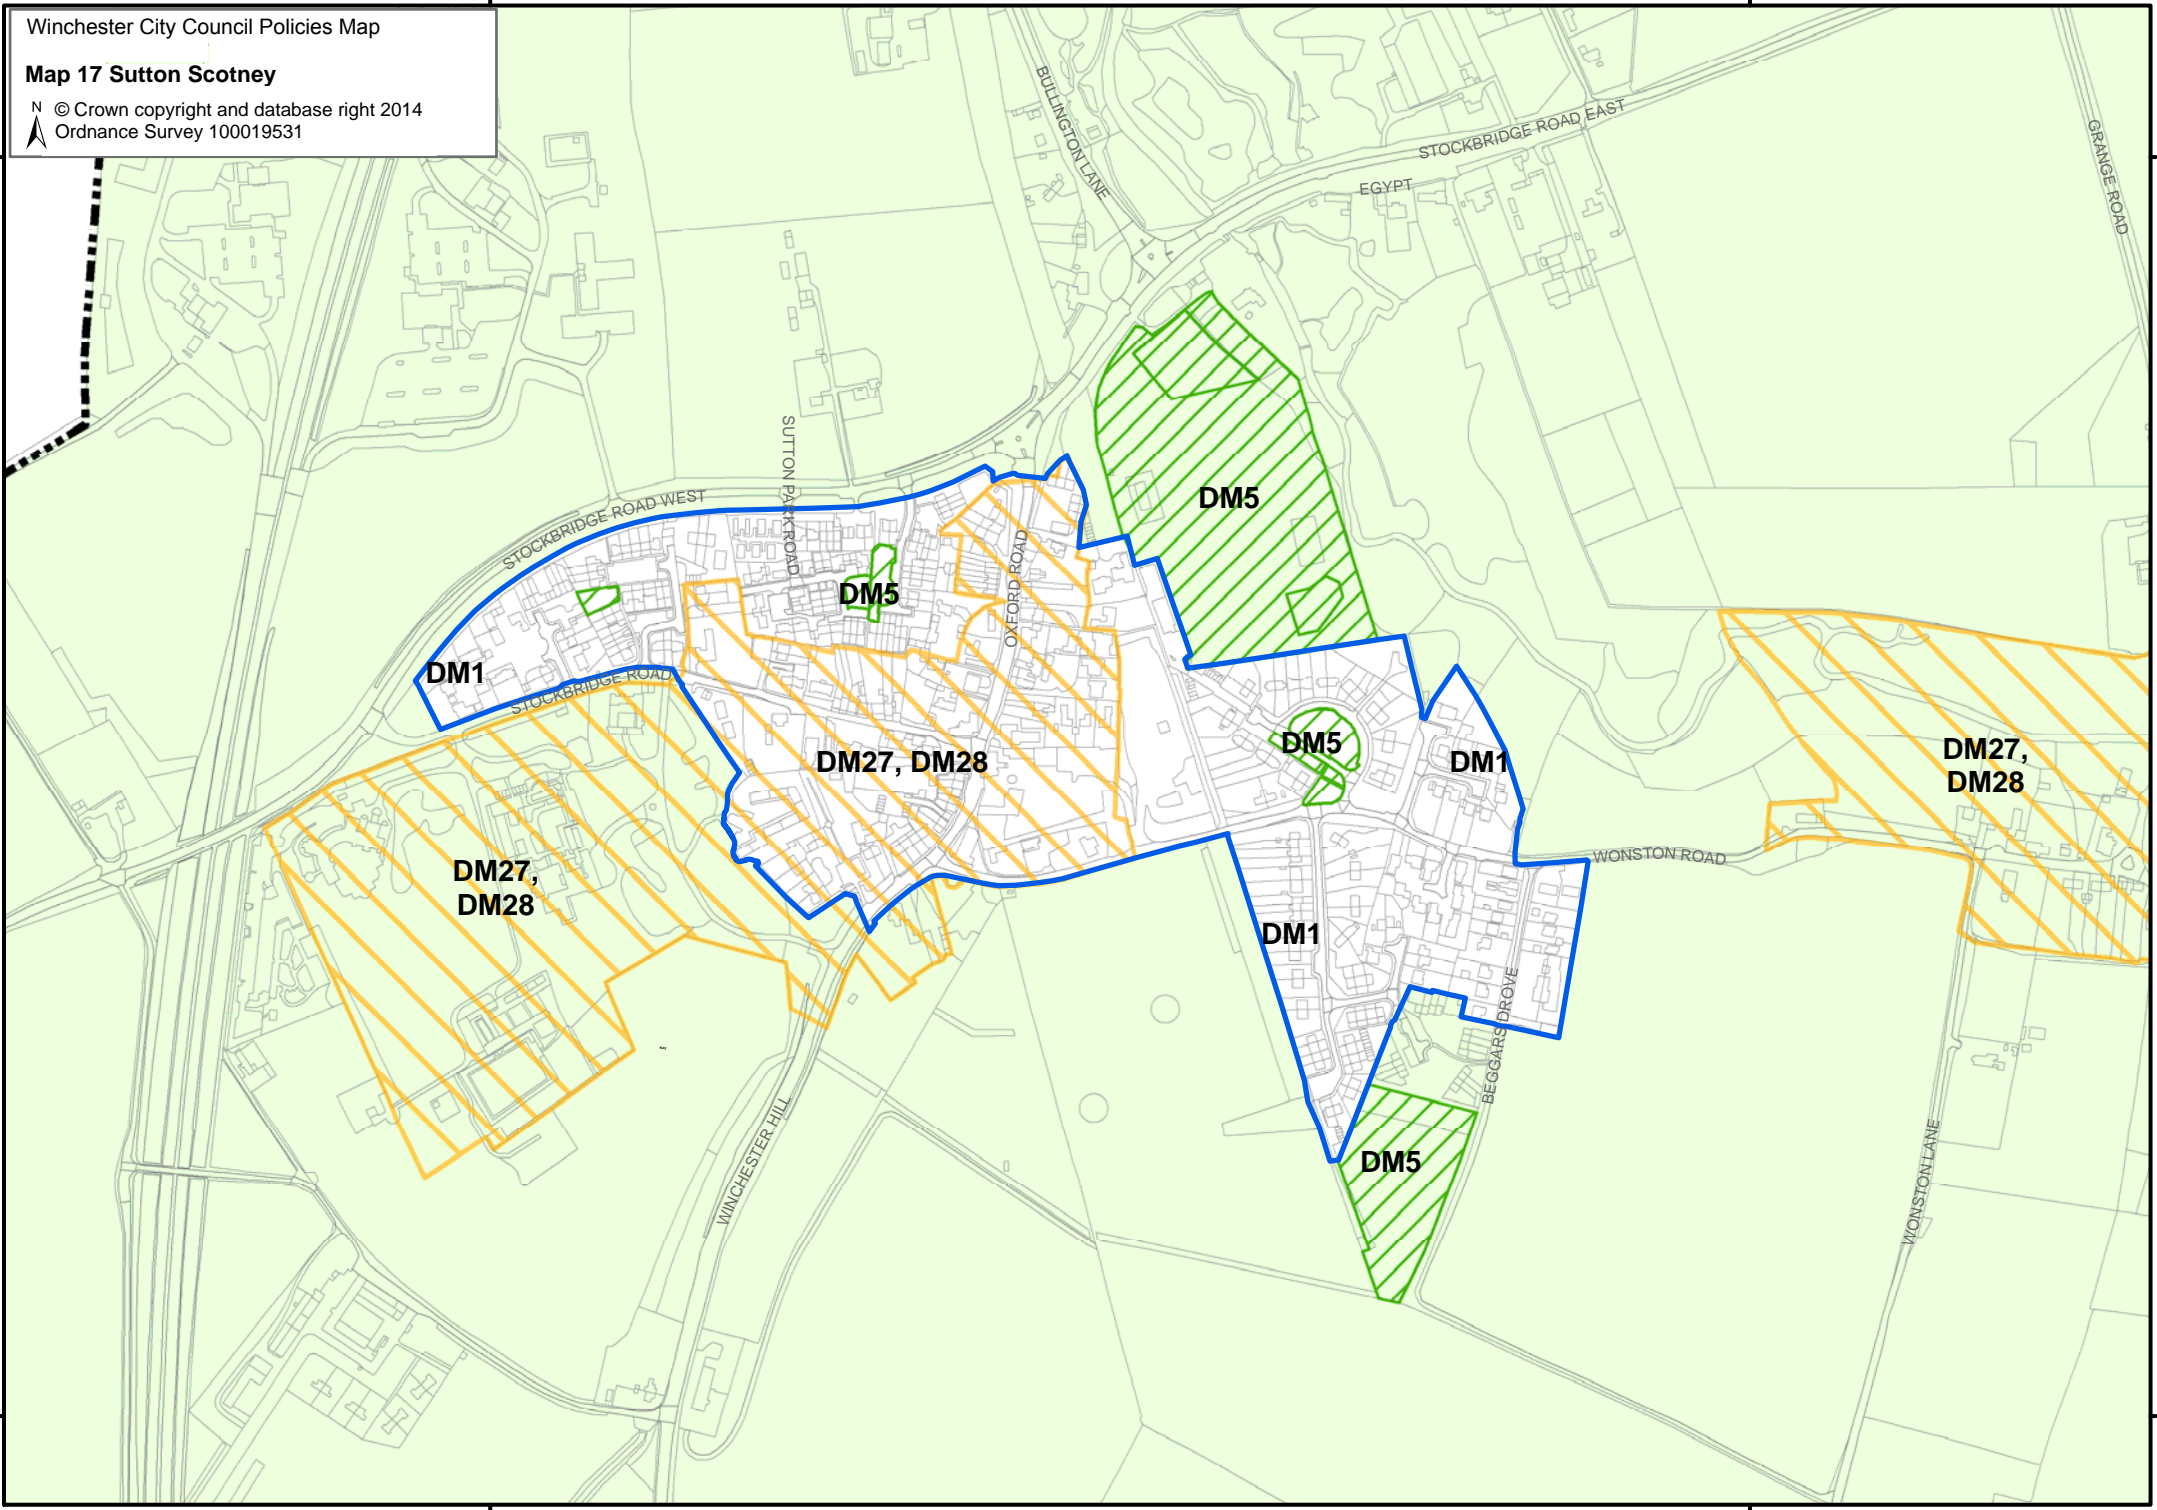 Winchester City Council Policies Map
Map 17 Sutton Scotney
N
© Crown copyright and database right 2014
Ordnance Survey 100019531
BULLINGTON LANE
STOCKBRIDGE ROAD EAST
EGYPT
GRANGE ROAD
SUTTON PARK ROAD
STOCKBRIDGE ROAD WEST
DM5
OXFORD ROAD
DM5
DM1
STOCKBRIDGE ROAD
DM5
DM1
DM27, DM28
DM27,
DM28
WONSTON ROAD
DM27,
DM28
DM1
BEGGARS DROVE
WINCHESTER HILL
DM5
WONSTON LANE